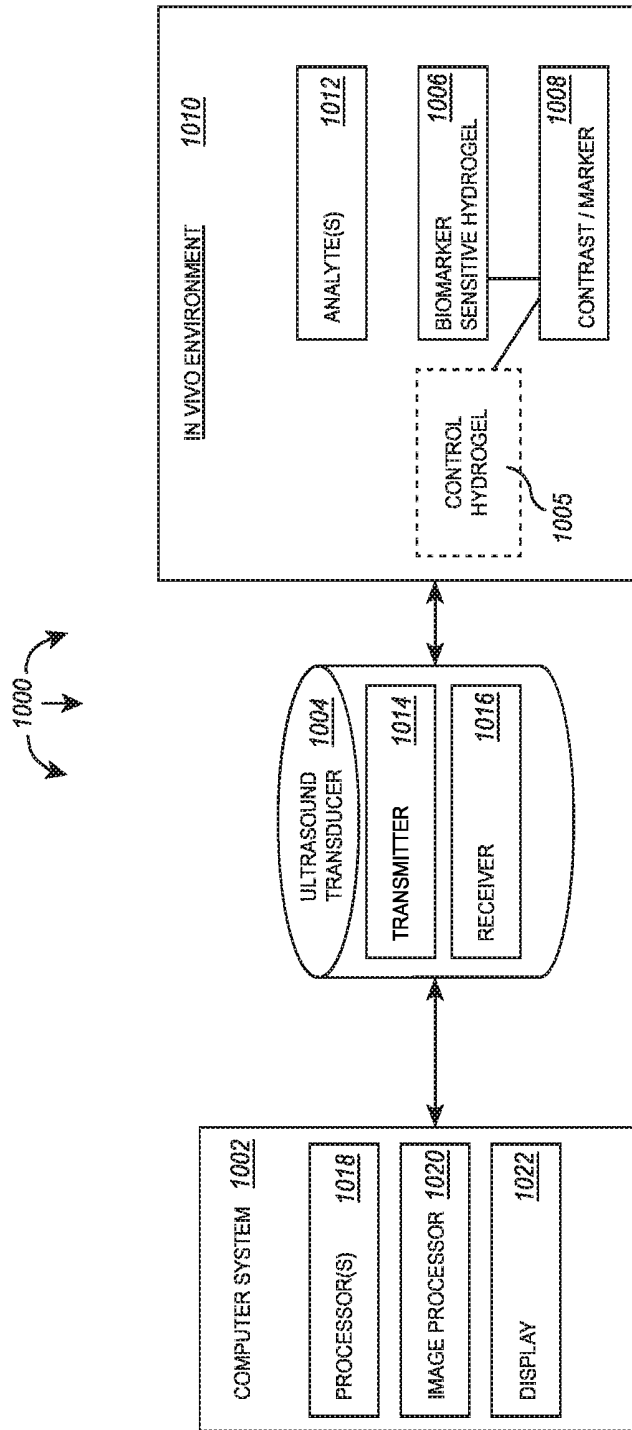 1000
COMPUTER SYSTEM 1002
PROCESSOR(S) 1018
IMAGE PROCESSOR 1020
DISPLAY 1022
ULTRASOUND
TRANSDUCER 1004
TRANSMITTER 1014
RECEIVER 1016
IN VIVO ENVIRONMENT 1010
ANALYTE(S) 1012
CONTROL
HYDROGEL
1005
BIOMARKER 1006
SENSITIVE HYDROGEL
CONTRAST / MARKER 1008